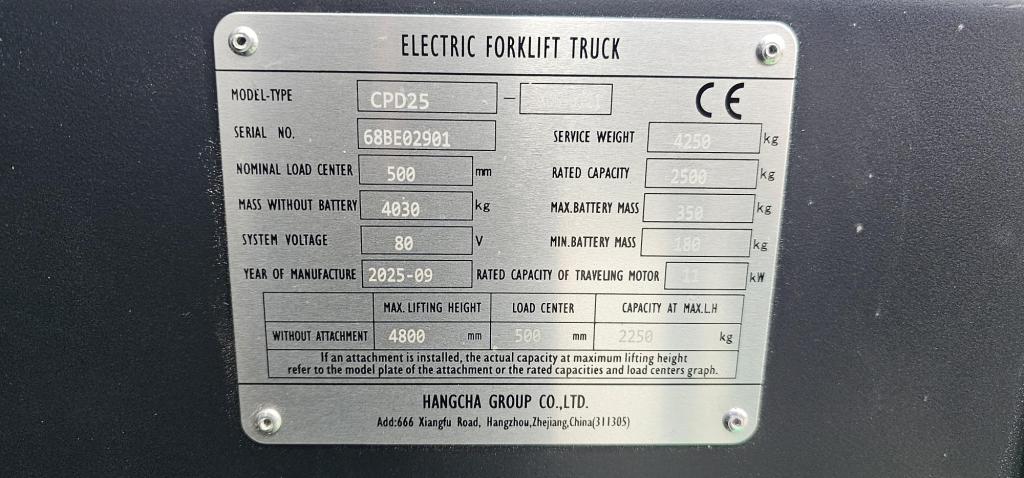 ELECTRIC FORKLIFT TRUCK
MODEL-TYPE CPD25 -
CE
SERIAL NO. 68BE02901 SERVICE WEIGHT 4250 kg
NOMINAL LOAD CENTER 500 mm RATED CAPACITY 2500 kg
MASS WITHOUT BATTERY 4030 kg MAX.BATTERY MASS 350 kg
SYSTEM VOLTAGE 80 V MIN.BATTERY MASS 180 kg
YEAR OF MANUFACTURE 2025-09 RATED CAPACITY OF TRAVELING MOTOR 11 kW
MAX. LIFTING HEIGHT LOAD CENTER CAPACITY AT MAX.L.H
WITHOUT ATTACHMENT 4800 mm 500 mm 2250 kg
If an attachment is installed, the actual capacity at maximum lifting height
refer to the model plate of the attachment or the rated capacities and load centers graph.
HANGCHA GROUP CO.,LTD.
Add:666 Xiangfu Road, Hangzhou,Zhejiang,China(311305)